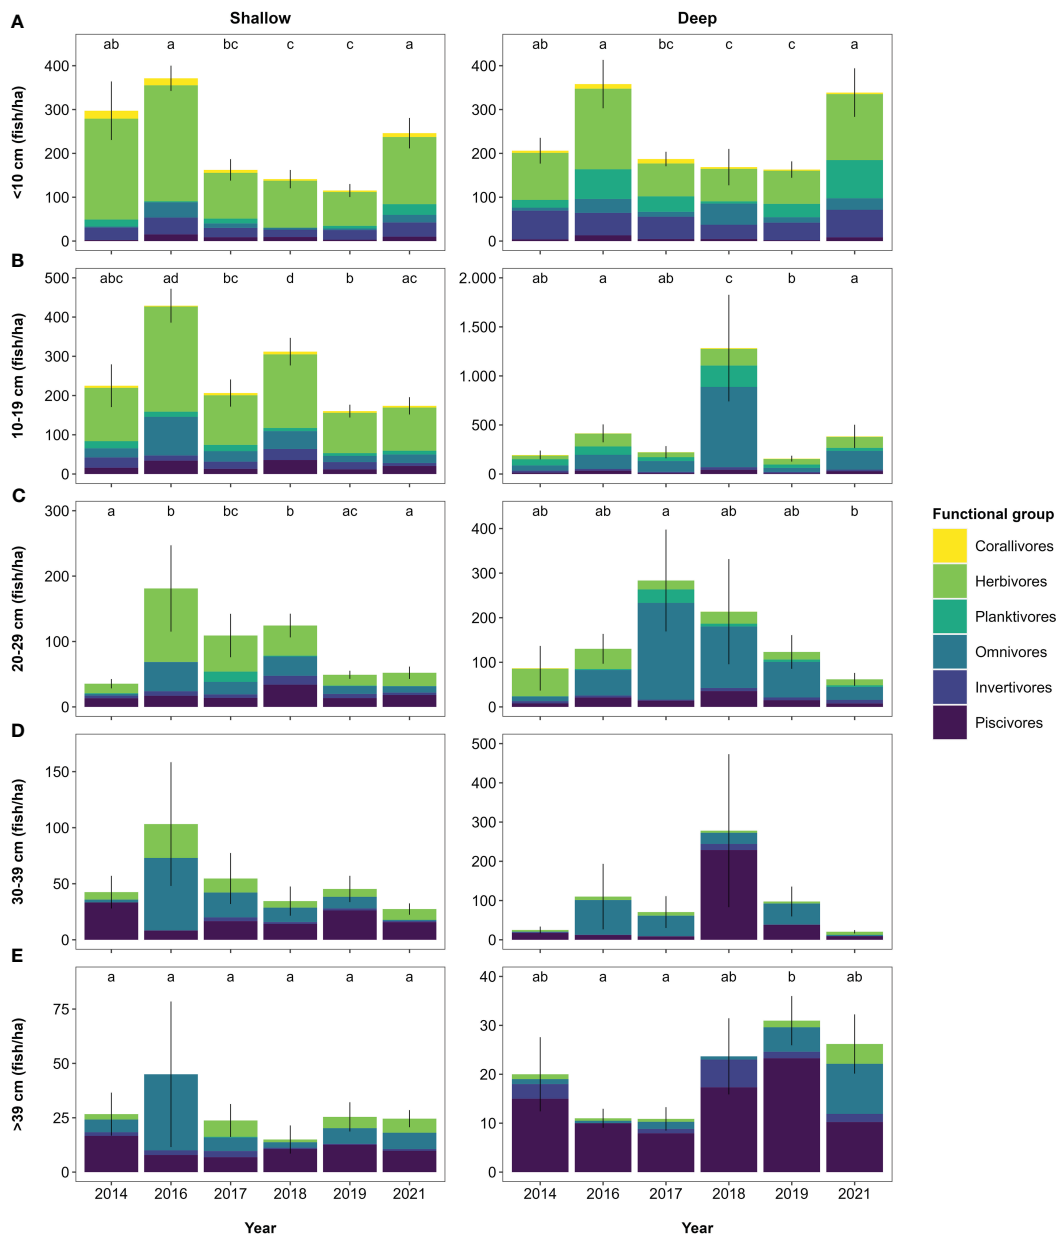 Shallow Deep
A
ab a bc c c a
ab a bc c c a
<10 cm (fish/ha)
400
300
200
100
0
400
300
200
100
0
B
abc ad bc d b ac
ab a ab c b a
10-19 cm (fish/ha)
500
400
300
200
100
0
2.000
1.500
1.000
500
0
C
a b bc b ac a
ab ab a ab ab b
20-29 cm (fish/ha)
300
200
100
0
400
300
200
100
0
D
30-39 cm (fish/ha)
150
100
50
0
500
400
300
200
100
0
E
a a a a a a
ab a a ab b ab
>39 cm (fish/ha)
75
50
25
0
40
30
20
10
0
2014 2016 2017 2018 2019 2021
2014 2016 2017 2018 2019 2021
Year Year
Functional group
Corallivores
Herbivores
Planktivores
Omnivores
Invertivores
Piscivores